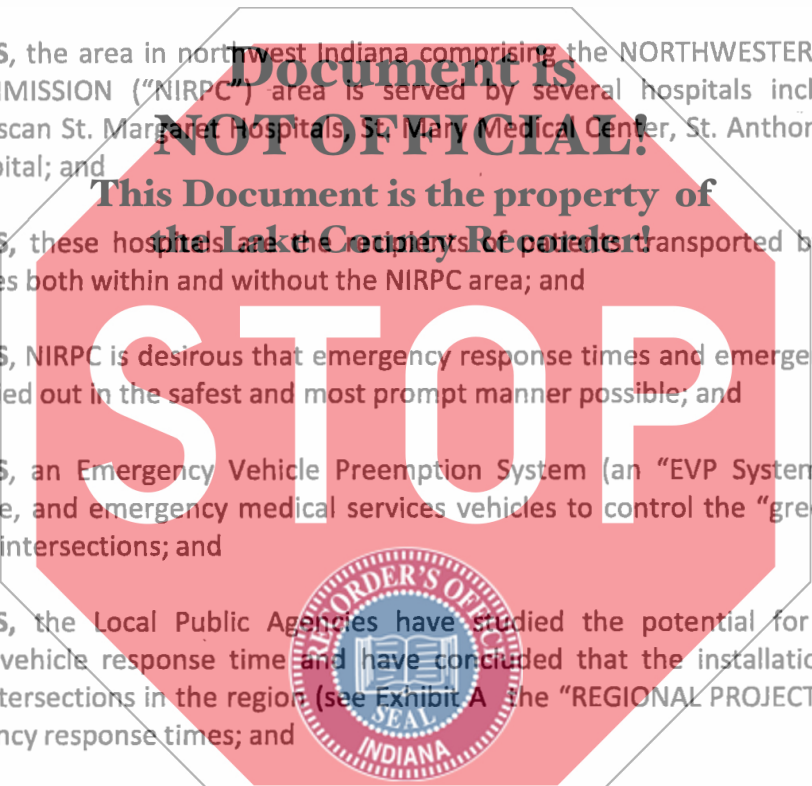 S, the area in northwest Indiana comprising the NORTHWESTER
MMISSION ("NIRPC") area is served by several hospitals incl
scan St. Margaret Hospitals, St. Mary Medical Center, St. Anthon
pital; and
Document is
NOT OFFICIAL!
This Document is the property of
the Lake County Recorder!
S, these hospitals are the recipients of patients transported b
es both within and without the NIRPC area; and
S, NIRPC is desirous that emergency response times and emerge
ed out in the safest and most prompt manner possible; and
STOP
S, an Emergency Vehicle Preemption System (an "EVP System
e, and emergency medical services vehicles to control the "gre
intersections; and
S, the Local Public Agencies have studied the potential for
vehicle response time and have concluded that the installatio
tersections in the region (see Exhibit A the "REGIONAL PROJECT
ncy response times; and
RECORDER'S OFFICE
SEAL
INDIANA